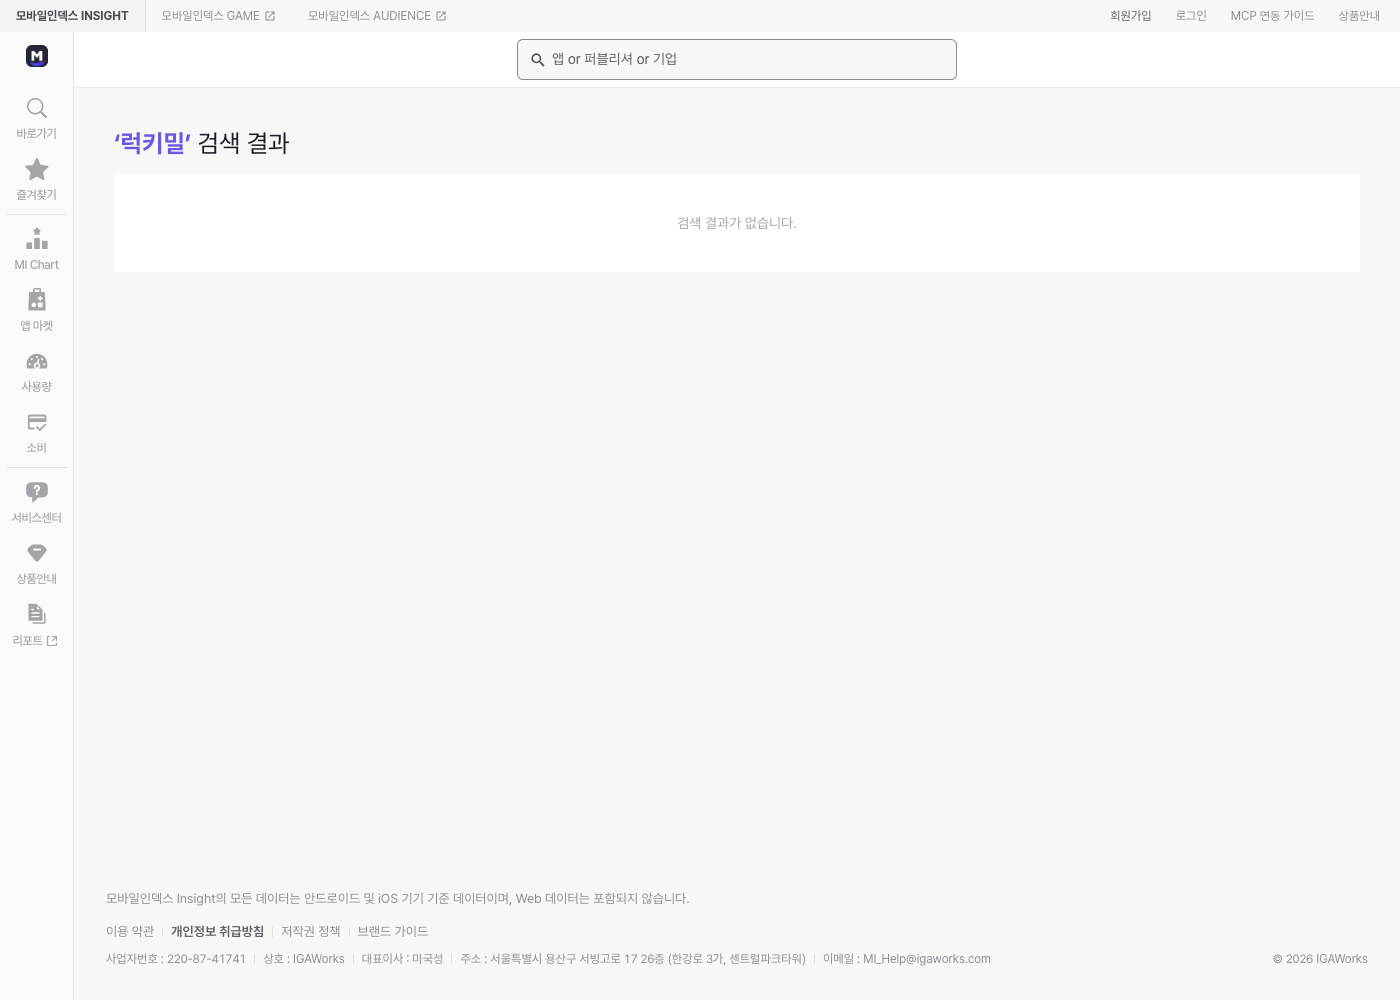 모바일인덱스 INSIGHT 모바일인덱스 GAME 모바일인덱스 AUDIENCE 회원가입 로그인 MCP 연동 가이드 상품안내
M
앱 or 퍼블리셔 or 기업
바로가기
즐겨찾기
MI Chart
앱 마켓
사용량
소비
서비스센터
상품안내
리포트
‘럭키밀’ 검색 결과
검색 결과가 없습니다.
모바일인덱스 Insight의 모든 데이터는 안드로이드 및 iOS 기기 기준 데이터이며, Web 데이터는 포함되지 않습니다.
이용 약관 개인정보 취급방침 저작권 정책 브랜드 가이드
사업자번호 : 220-87-41741 상호 : IGAWorks 대표이사 : 마국성 주소 : 서울특별시 용산구 서빙고로 17 26층 (한강로 3가, 센트럴파크타워) 이메일 : MI_Help@igaworks.com © 2026 IGAWorks